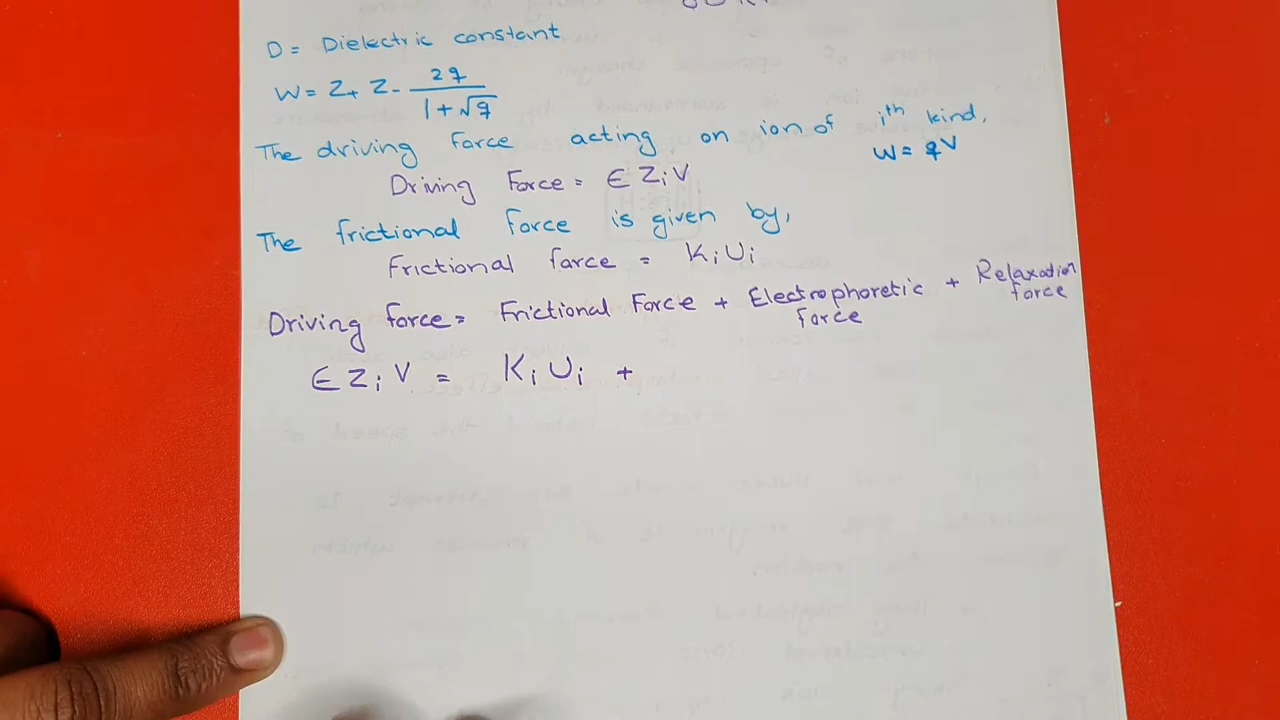 D = Dielectric constant
W = Z+ Z- 2q / 1 + √q
The driving force acting on ion of ith kind,
W = qV
Driving Force = ϵ Zi V
The frictional force is given by,
Frictional force = Ki Ui
Driving force = Frictional Force + Electrophoretic force + Relaxation force
ϵ Zi V = Ki Ui +